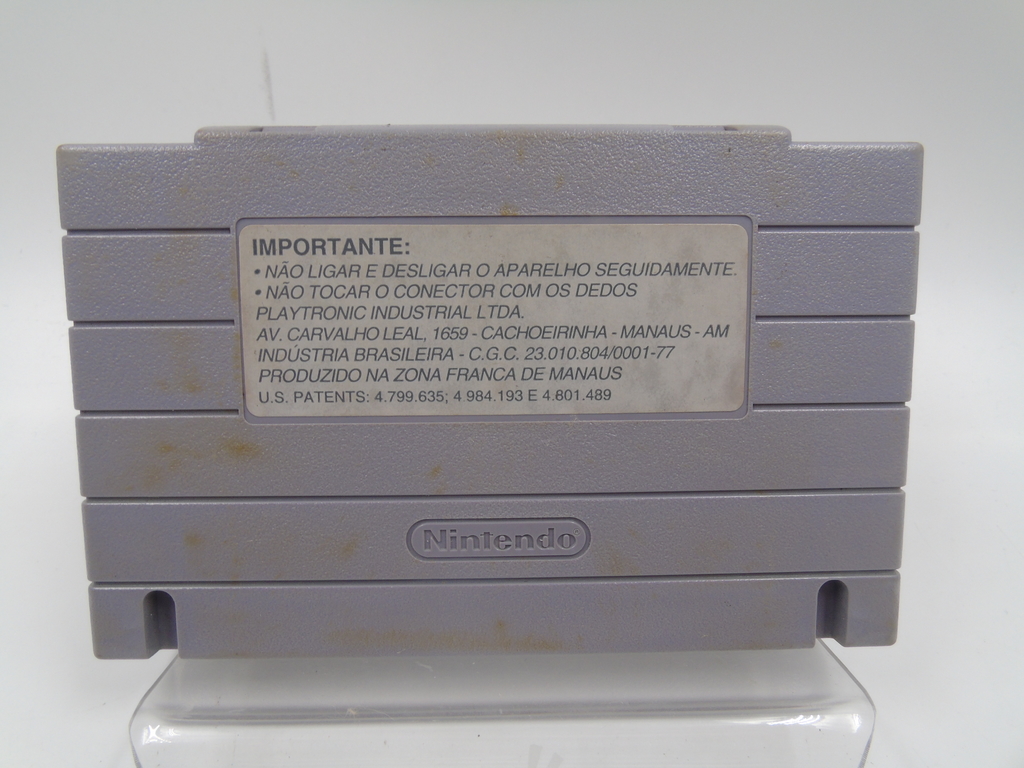 IMPORTANTE:
• NÃO LIGAR E DESLIGAR O APARELHO SEGUIDAMENTE.
• NÃO TOCAR O CONECTOR COM OS DEDOS
PLAYTRONIC INDUSTRIAL LTDA.
AV. CARVALHO LEAL, 1659 - CACHOEIRINHA - MANAUS - AM
INDÚSTRIA BRASILEIRA - C.G.C. 23.010.804/0001-77
PRODUZIDO NA ZONA FRANCA DE MANAUS
U.S. PATENTS: 4.799.635; 4 984.193 E 4.801.489
Nintendo